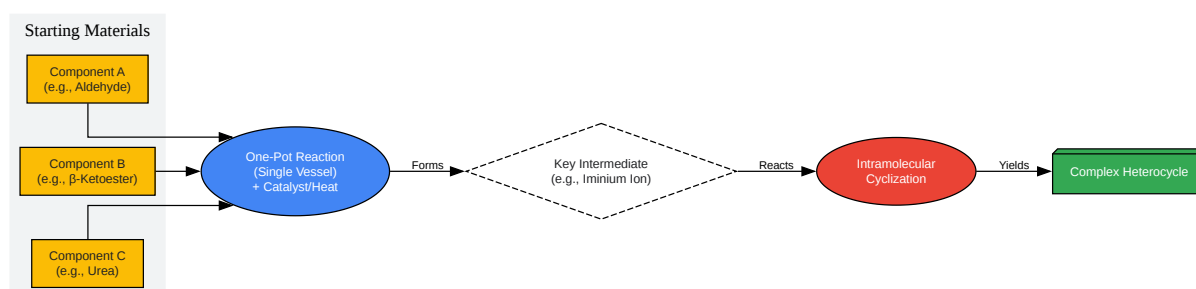 Starting Materials
Component A
(e.g., Aldehyde)
Component B
(e.g., β-Ketoester)
Component C
(e.g., Urea)
One-Pot Reaction
(Single Vessel)
+ Catalyst/Heat
Forms
Key Intermediate
(e.g., Iminium Ion)
Reacts
Intramolecular
Cyclization
Yields
Complex Heterocycle